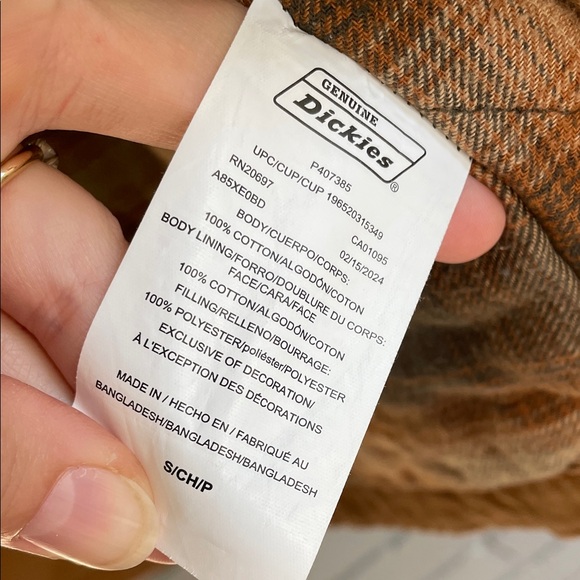 GENUINE
Dickies®
P407385
UPC/CUP/CUP 196520315349
RN20697 CA01095
A85XE0BD 02/15/2024
BODY/CUERPO/CORPS:
100% COTTON/ALGODÓN/COTON
BODY LINING/FORRO/DOUBLURE DU CORPS:
FACE/CARA/FACE
100% COTTON/ALGODÓN/COTON
FILLING/RELLENO/BOURRAGE:
100% POLYESTER/poliéster/POLYESTER
EXCLUSIVE OF DECORATION/
À L'EXCEPTION DES DÉCORATIONS
MADE IN / HECHO EN / FABRIQUÉ AU
BANGLADESH/BANGLADESH/BANGLADESH
S/CH/P